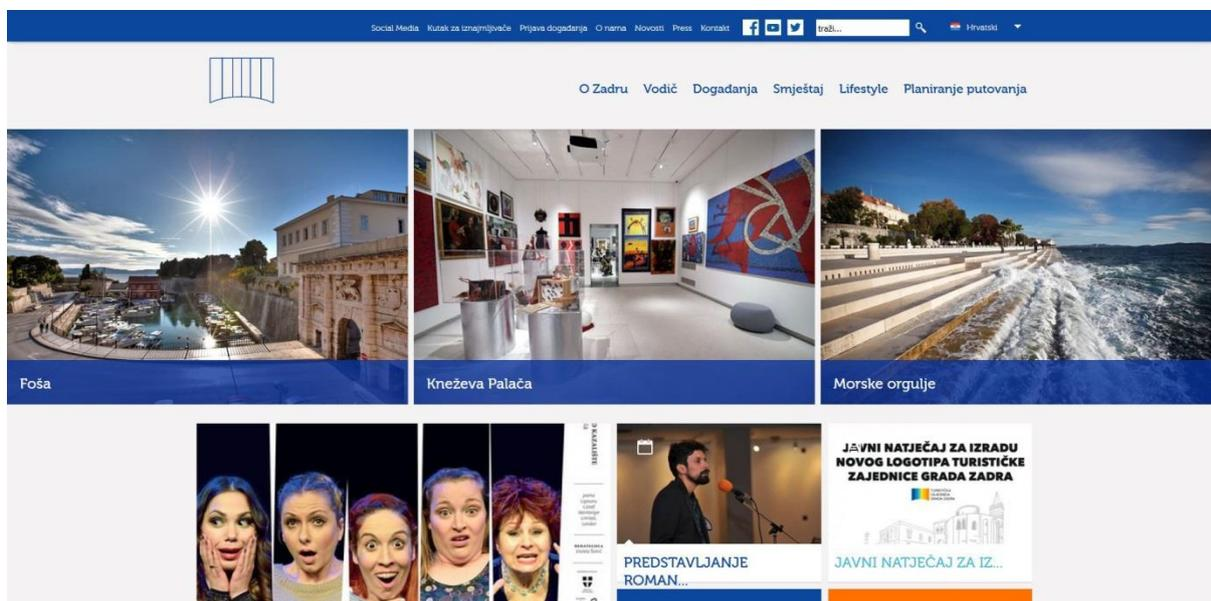 Social Media Kutak za iznajmljivače Prijava događanja O nama Novosti Press Kontakt traži... Hrvatski
O Zadru Vodič Događanja Smještaj Lifestyle Planiranje putovanja
Foša
Kneževa Palača
Morske orgulje
PREDSTAVLJANJE
ROMAN...
JAVNI NATJEČAJ ZA IZRADU
NOVOG LOGOTIPA TURISTIČKE
ZAJEDNICE GRADA ZADRA
JAVNI NATJEČAJ ZA IZ...